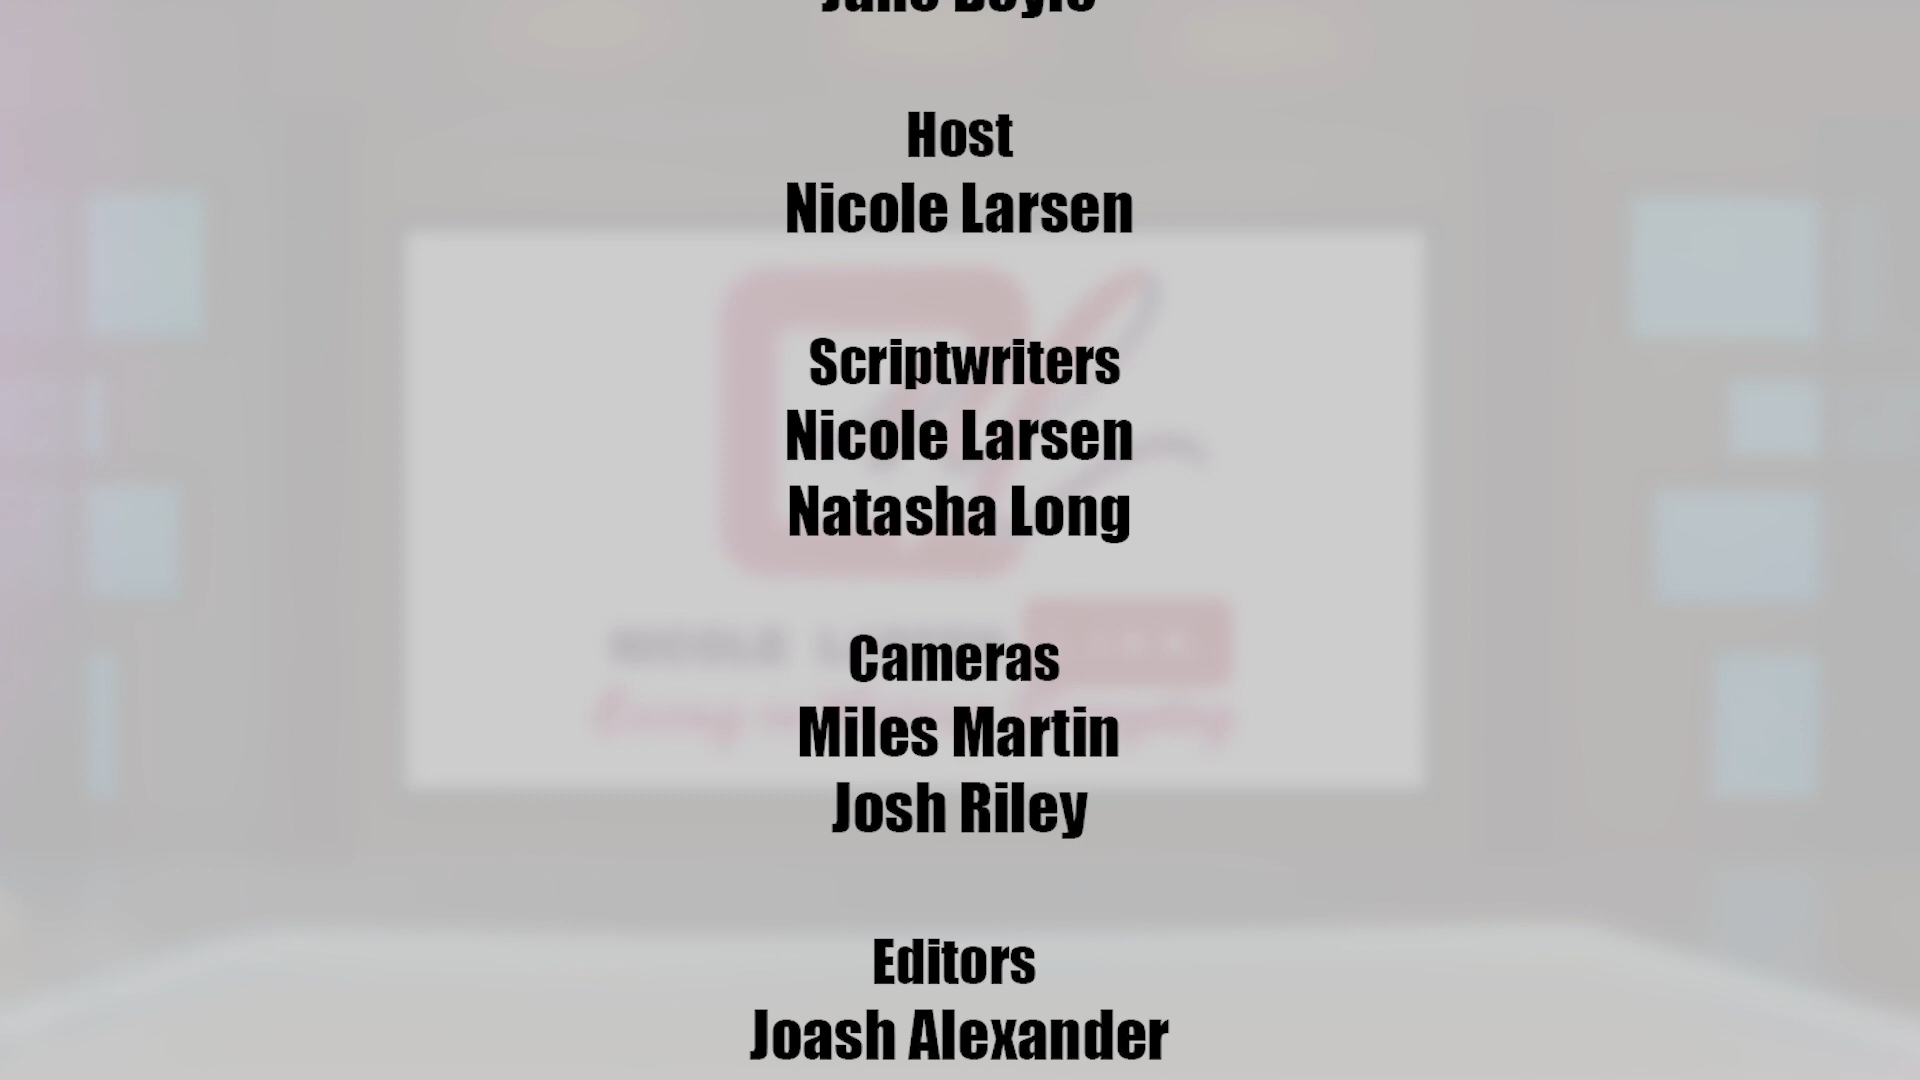 Host
Nicole Larsen
Scriptwriters
Nicole Larsen
Natasha Long
Cameras
Miles Martin
Josh Riley
Editors
Joash Alexander